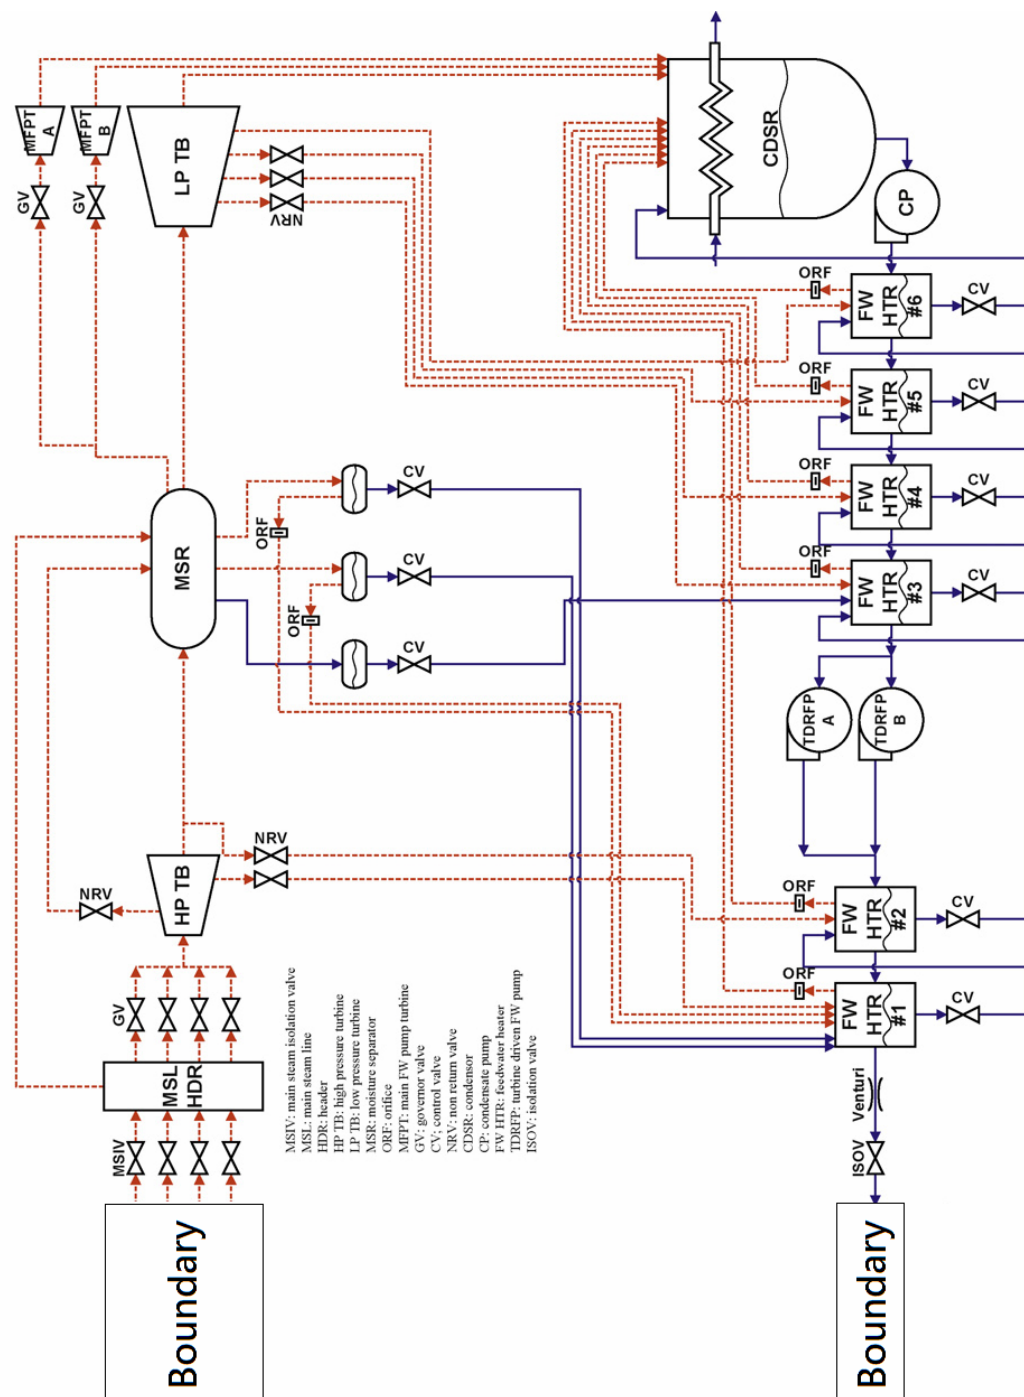 MFPT
A
MFPT
B
LP TB
CDSR
GV
GV
CP
NRV
ORF
FW
HTR
#6
CV
ORF
FW
HTR
#5
CV
ORF
FW
HTR
#4
CV
ORF
FW
HTR
#3
CV
MSR
CV
ORF
CV
ORF
CV
TDRFP
A
TDRFP
B
NRV
NRV
HP TB
ORF
FW
HTR
#2
CV
ORF
FW
HTR
#1
CV
GV
MSL
HDR
MSIV
Venturi
ISOV
MSIV: main steam isolation valve
MSL: main steam line
HDR: header
HP TB: high pressure turbine
LP TB: low pressure turbine
MSR: moisture separator
ORF: orifice
MFPT: main FW pump turbine
GV: governor valve
CV; control valve
NRV: non return valve
CDSR: condensor
CP: condensate pump
FW HTR: feedwater heater
TDRFP: turbine driven FW pump
ISOV: isolation valve
Boundary
Boundary